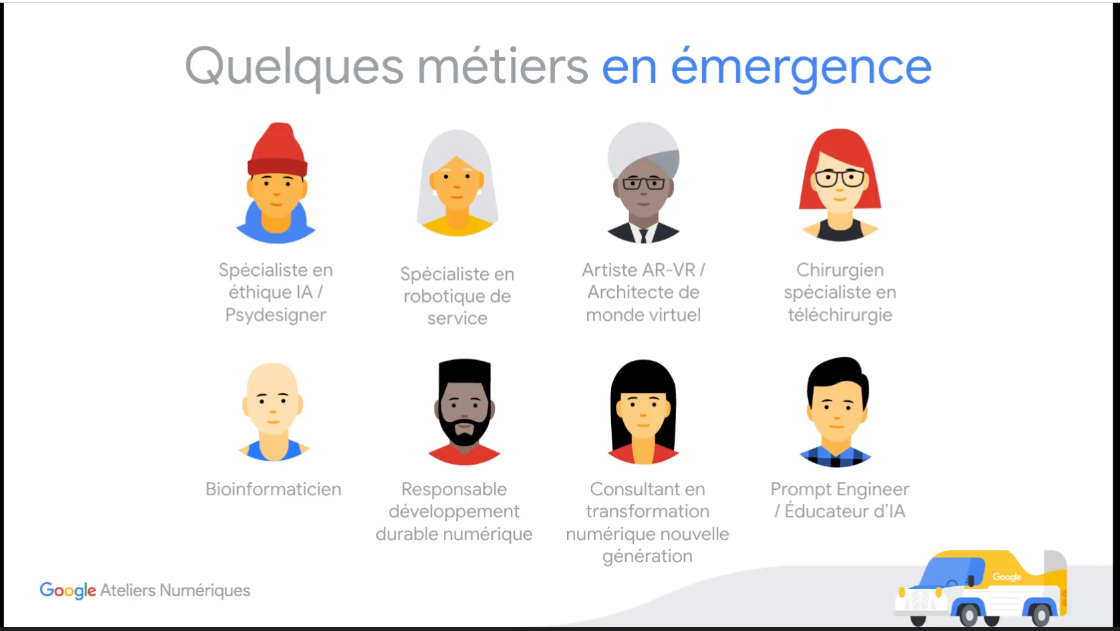 Quelques métiers en émergence
Spécialiste en
éthique IA /
Psydesigner
Spécialiste en
robotique de
service
Artiste AR-VR /
Architecte de
monde virtuel
Chirurgien
spécialiste en
téléchirurgie
Bioinformaticien
Responsable
développement
durable numérique
Consultant en
transformation
numérique nouvelle
génération
Prompt Engineer
/ Éducateur d'IA
Google Ateliers Numériques
Google